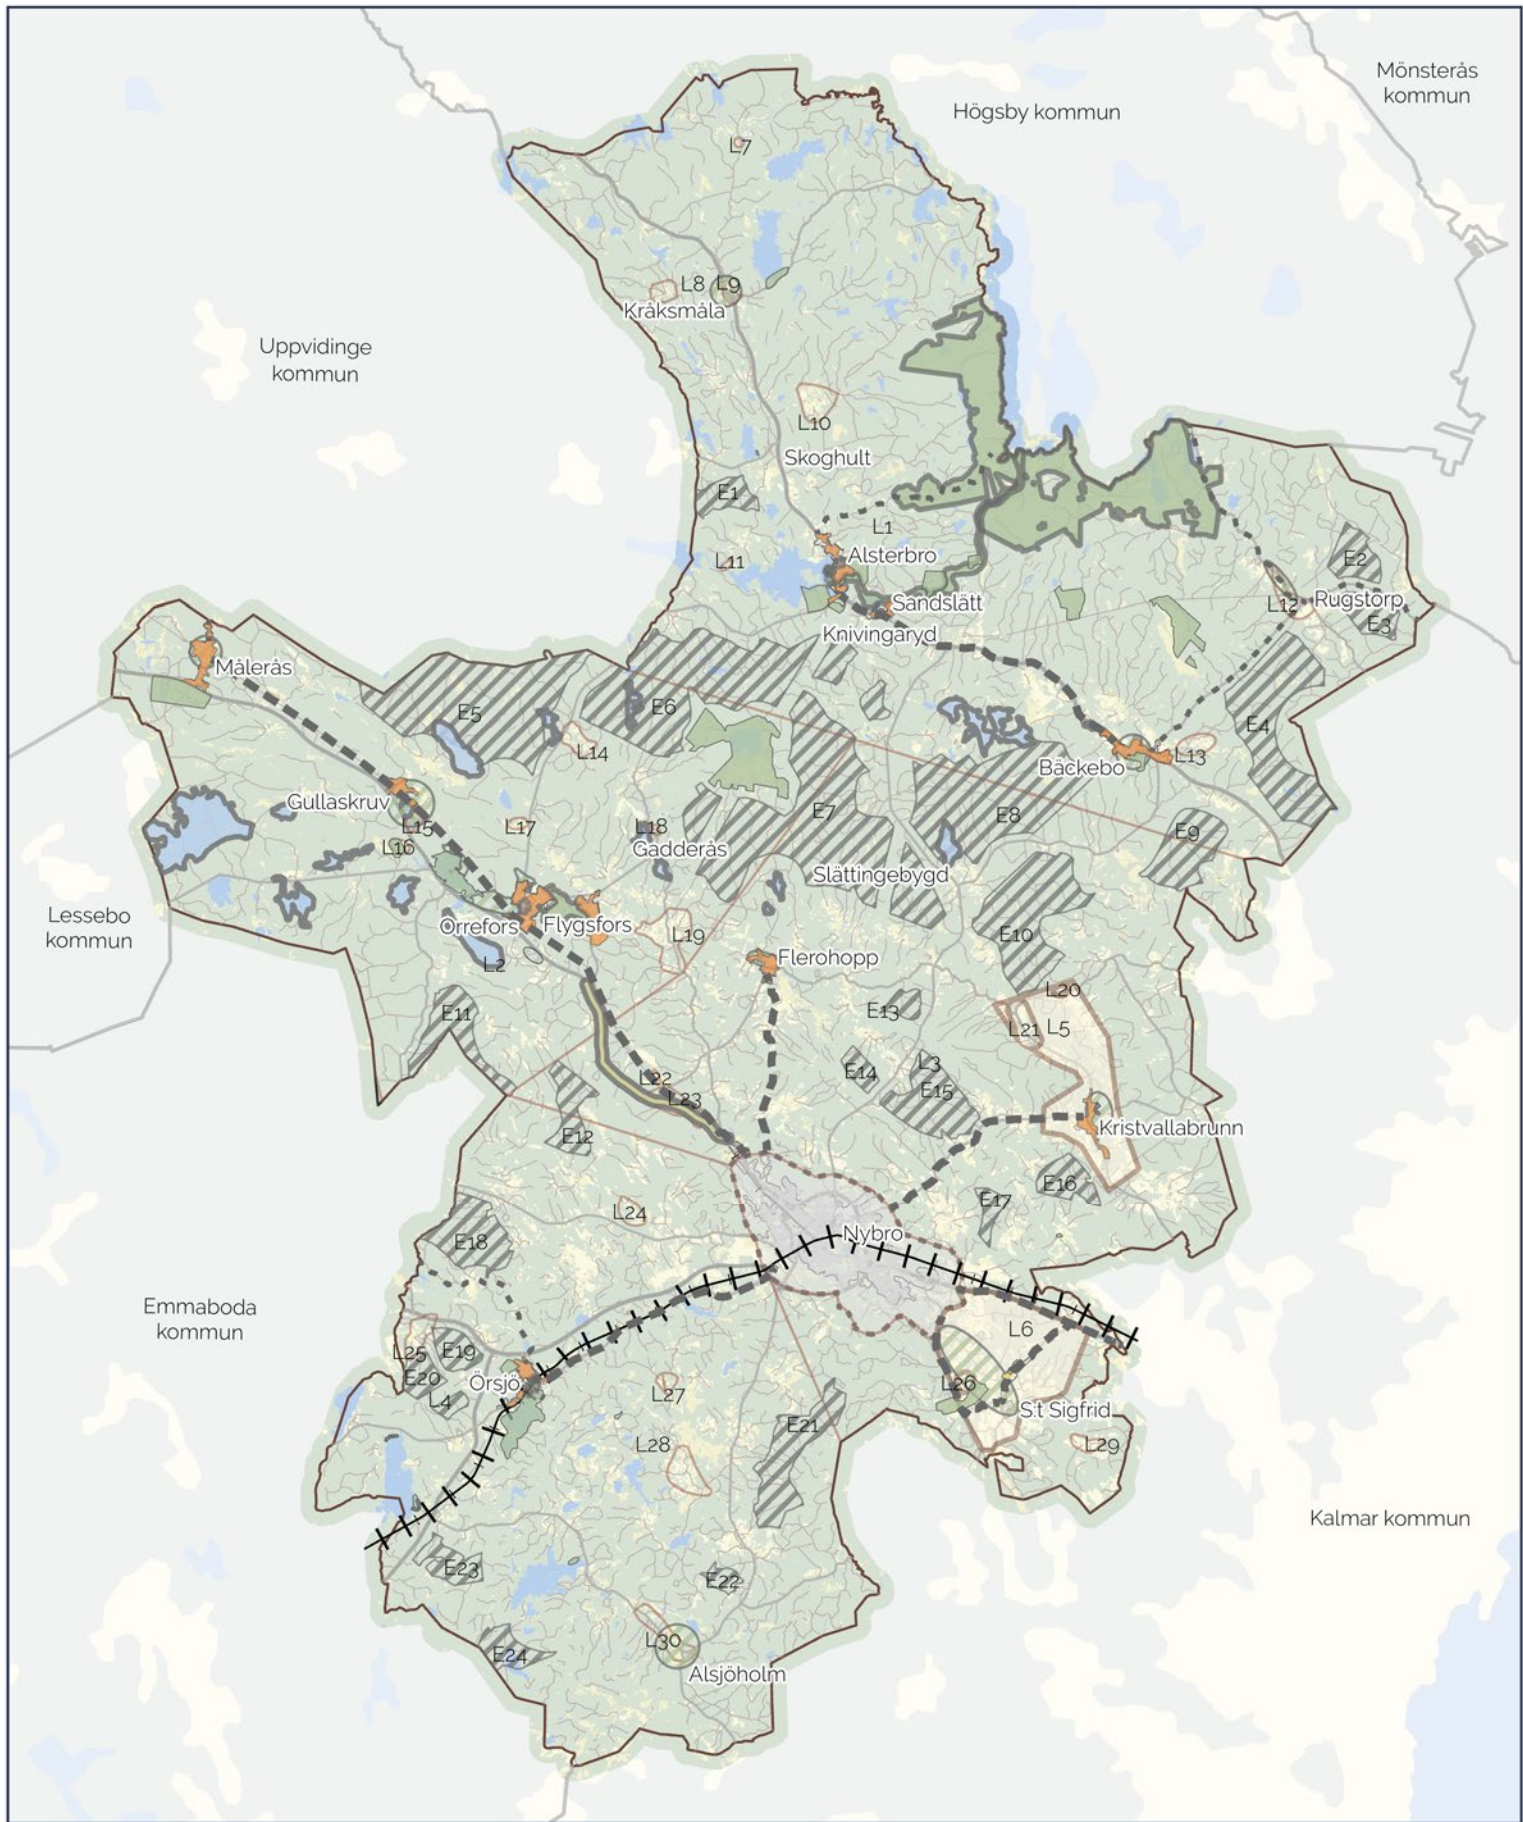 Mönsterås
kommun
Högsby kommun
L7
L8
L9
Kråksmåla
Uppvidinge
kommun
L10
Skoghult
E1
L1
Alsterbro
L11
E2
Sandslätt
L12
Rugstorp
Knivingaryd
E3
Målerås
E5
E6
E4
L14
Bäckebo
L13
Gullaskruv
L15
L17
L18
E7
E8
E9
L16
Gadderås
Slättingebygd
Lessebo
kommun
Orrefors
Flygsfors
L19
E10
L2
Flerohopp
L20
E11
E13
L21
L5
L3
E14
E15
L22
L23
E12
Kristvallabrunn
E16
E17
L24
Nybro
E18
Emmaboda
kommun
L6
L25
E19
E20
Örsjö
L4
L27
L26
S:t Sigfrid
E21
L28
L29
Kalmar kommun
E23
E22
L30
E24
Alsjöholm